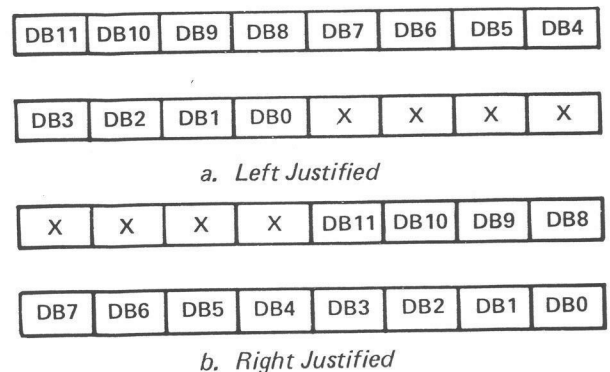 DB11 DB10 DB9 DB8 DB7 DB6 DB5 DB4
DB3 DB2 DB1 DB0 X X X X
a. Left Justified
X X X X DB11 DB10 DB9 DB8
DB7 DB6 DB5 DB4 DB3 DB2 DB1 DB0
b. Right Justified